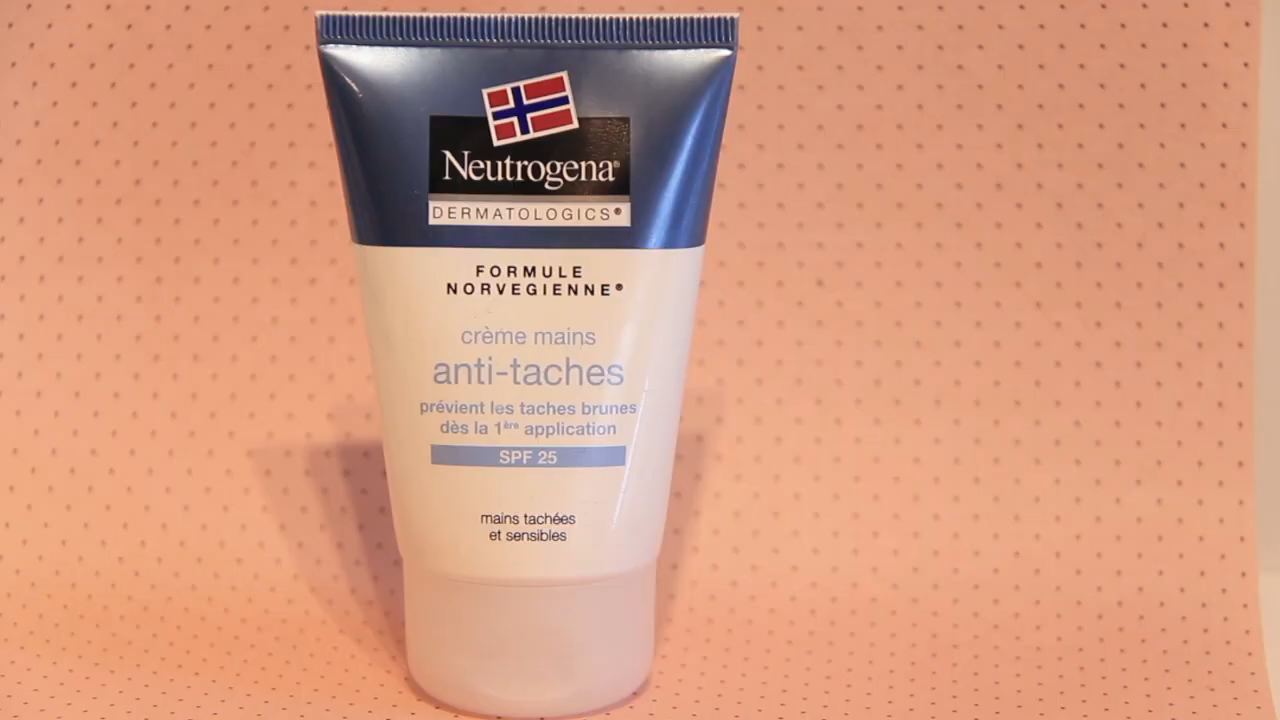 Neutrogena®
DERMATOLOGICS®
FORMULE
NORVEGIENNE®
crème mains
anti-taches
prévient les taches brunes
dès la 1ère application
SPF 25
mains tachées
et sensibles